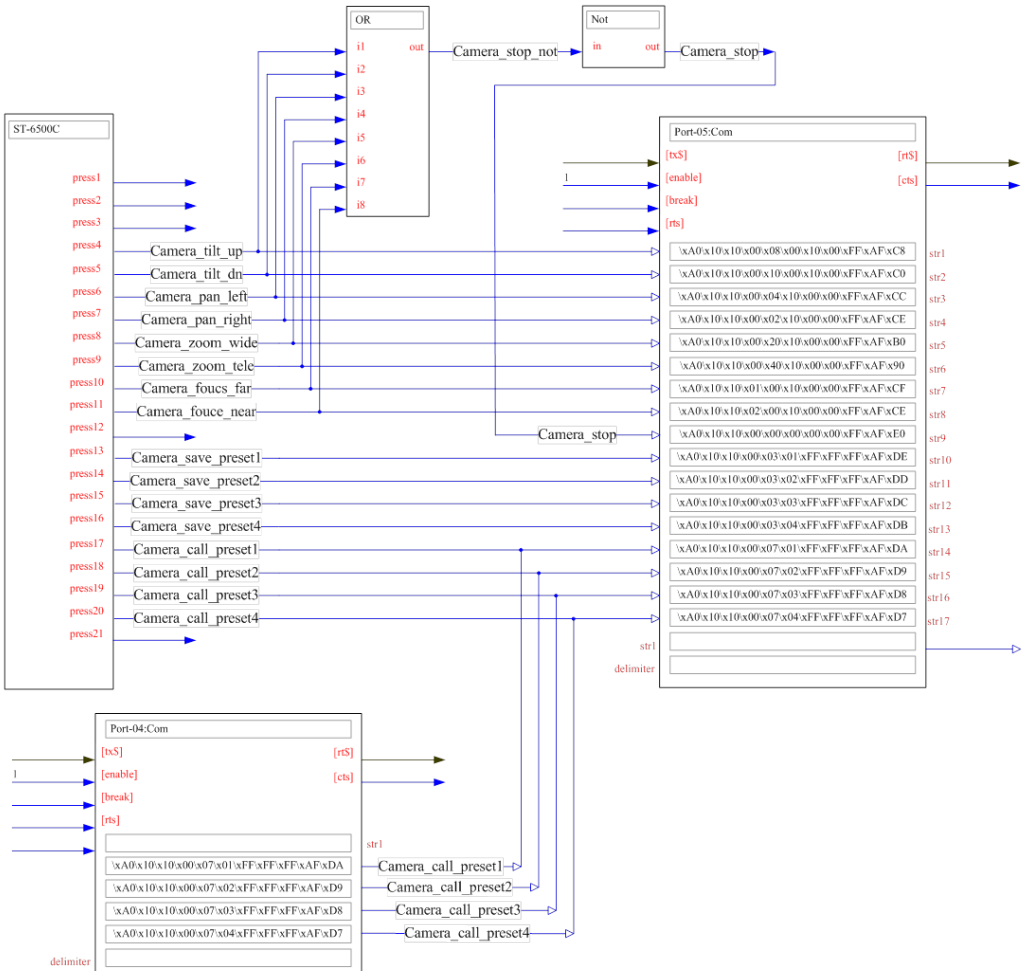 OR
i1
out
i2
i3
i4
i5
i6
i7
i8
Camera_stop_not
Not
in
out
Camera_stop
ST-6500C
press1
press2
press3
press4
press5
press6
press7
press8
press9
press10
press11
press12
press13
press14
press15
press16
press17
press18
press19
press20
press21
Camera_tilt_up
Camera_tilt_dn
Camera_pan_left
Camera_pan_right
Camera_zoom_wide
Camera_zoom_tele
Camera_foucs_far
Camera_fouce_near
Camera_stop
Camera_save_preset1
Camera_save_preset2
Camera_save_preset3
Camera_save_preset4
Camera_call_preset1
Camera_call_preset2
Camera_call_preset3
Camera_call_preset4
Port-05:Com
[tx$]
[rt$]
1
[enable]
[cts]
[break]
[rts]
\xA0\x10\x10\x00\x08\x00\x10\x00\xFF\xAF\xC8 str1
\xA0\x10\x10\x00\x10\x00\x10\x00\xFF\xAF\xC0 str2
\xA0\x10\x10\x00\x04\x10\x00\x00\xFF\xAF\xCC str3
\xA0\x10\x10\x00\x02\x10\x00\x00\xFF\xAF\xCE str4
\xA0\x10\x10\x00\x20\x10\x00\x00\xFF\xAF\xB0 str5
\xA0\x10\x10\x00\x40\x10\x00\x00\xFF\xAF\x90 str6
\xA0\x10\x10\x01\x00\x10\x00\x00\xFF\xAF\xCF str7
\xA0\x10\x10\x02\x00\x10\x00\x00\xFF\xAF\xCE str8
\xA0\x10\x10\x00\x00\x00\x00\x00\xFF\xAF\xE0 str9
\xA0\x10\x10\x00\x03\x01\xFF\xFF\xFF\xAF\xDE str10
\xA0\x10\x10\x00\x03\x02\xFF\xFF\xFF\xAF\xDD str11
\xA0\x10\x10\x00\x03\x03\xFF\xFF\xFF\xAF\xDC str12
\xA0\x10\x10\x00\x03\x04\xFF\xFF\xFF\xAF\xDB str13
\xA0\x10\x10\x00\x07\x01\xFF\xFF\xFF\xAF\xDA str14
\xA0\x10\x10\x00\x07\x02\xFF\xFF\xFF\xAF\xD9 str15
\xA0\x10\x10\x00\x07\x03\xFF\xFF\xFF\xAF\xD8 str16
\xA0\x10\x10\x00\x07\x04\xFF\xFF\xFF\xAF\xD7 str17
str1
delimiter
Port-04:Com
[tx$]
[rt$]
1
[enable]
[cts]
[break]
[rts]
str1
\xA0\x10\x10\x00\x07\x01\xFF\xFF\xFF\xAF\xDA Camera_call_preset1
\xA0\x10\x10\x00\x07\x02\xFF\xFF\xFF\xAF\xD9 Camera_call_preset2
\xA0\x10\x10\x00\x07\x03\xFF\xFF\xFF\xAF\xD8 Camera_call_preset3
\xA0\x10\x10\x00\x07\x04\xFF\xFF\xFF\xAF\xD7 Camera_call_preset4
delimiter